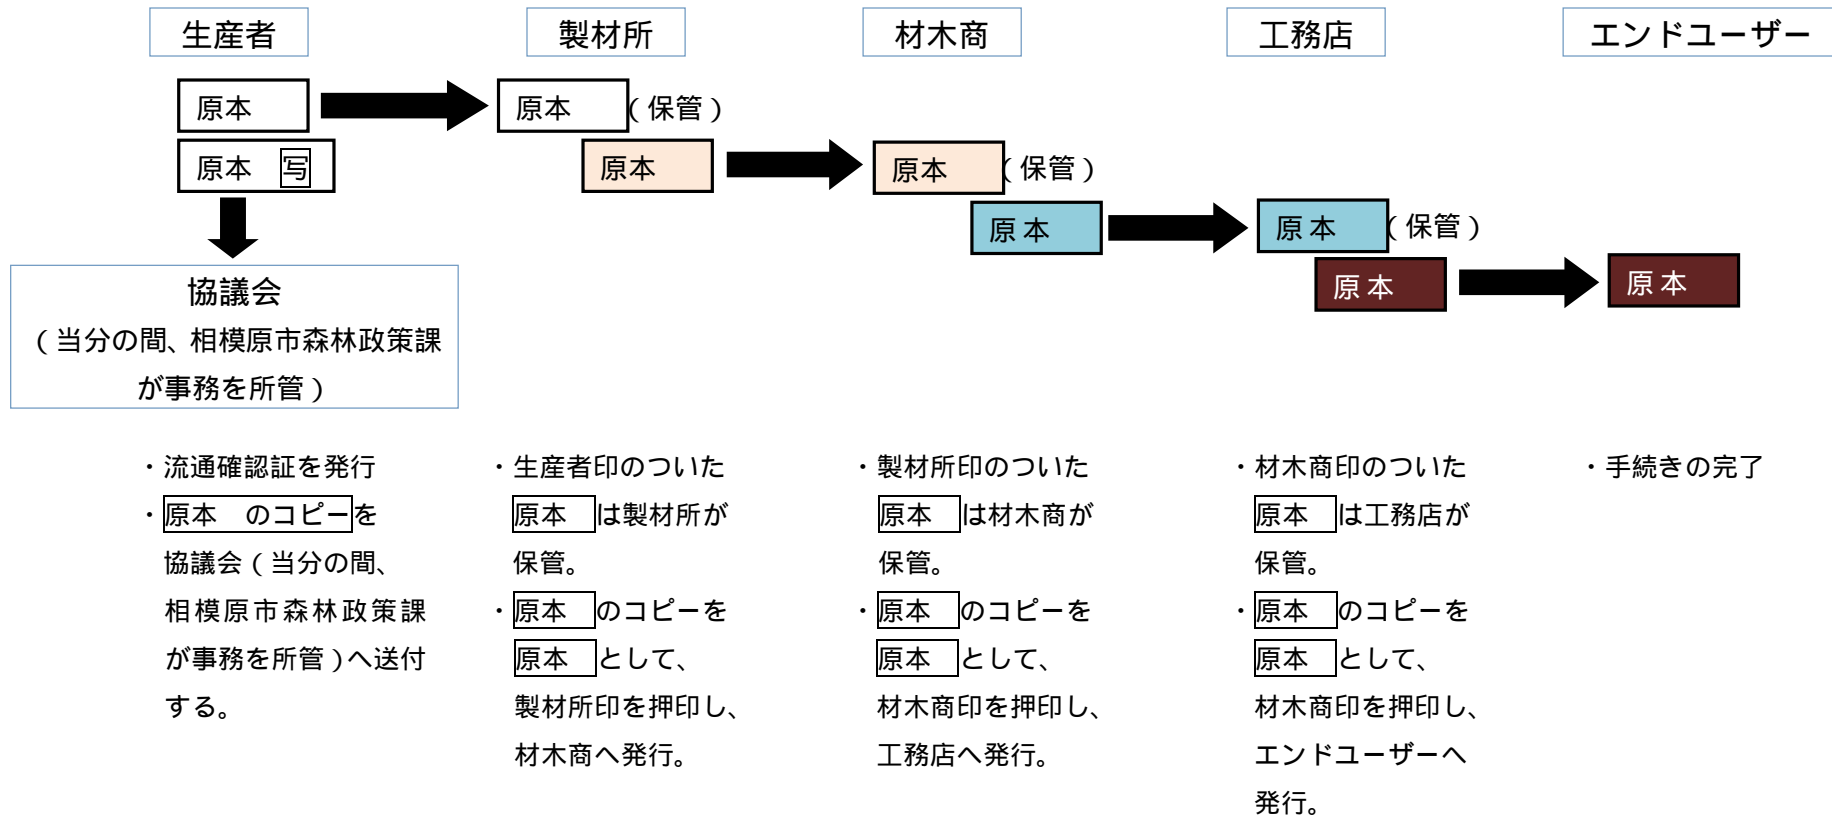 生産者
製材所
材木商
工務店
エンドユーザー
原本
原本（保管）
原本 写
原本
原本（保管）
原本
原本（保管）
原本
原本
協議会
（当分の間、相模原市森林政策課
が事務を所管）
・流通確認証を発行
・原本　のコピーを
協議会（当分の間、
相模原市森林政策課
が事務を所管）へ送付
する。
・生産者印のついた
原本　は製材所が
保管。
・原本　のコピーを
原本　として、
製材所印を押印し、
材木商へ発行。
・製材所印のついた
原本　は材木商が
保管。
・原本　のコピーを
原本　として、
材木商印を押印し、
工務店へ発行。
・材木商印のついた
原本　は工務店が
保管。
・原本　のコピーを
原本　として、
材木商印を押印し、
エンドユーザーへ
発行。
・手続きの完了